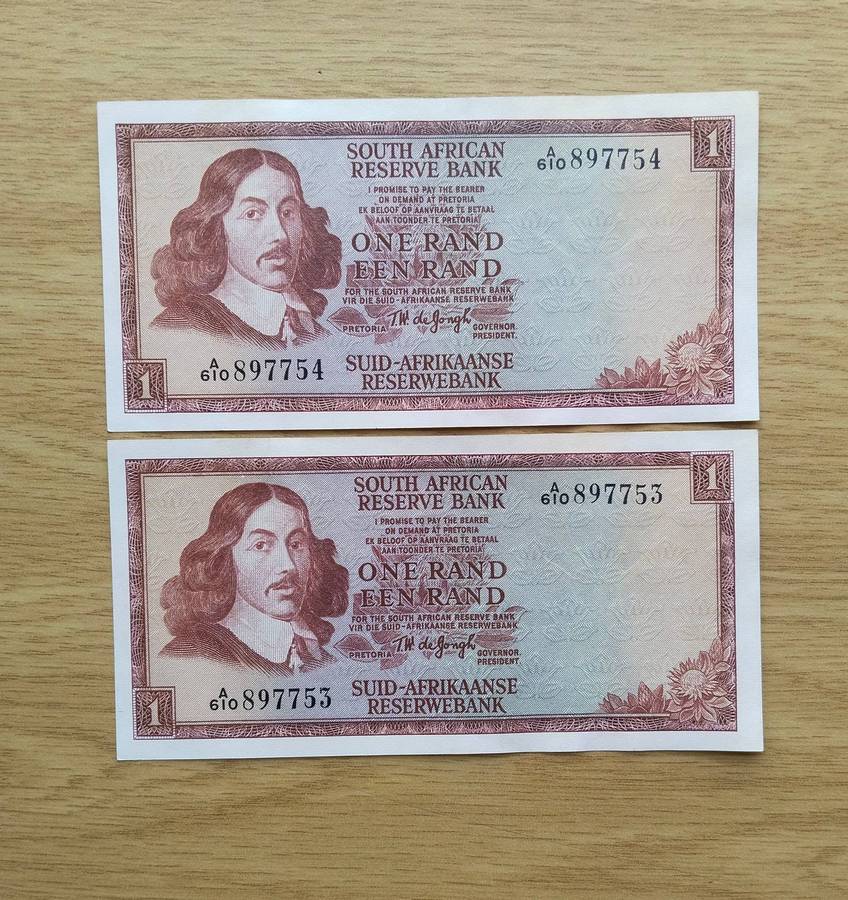 1
SOUTH AFRICAN
RESERVE BANK
A/610 897754
I PROMISE TO PAY THE BEARER
ON DEMAND AT PRETORIA
EK BELOOF OP AANVRAAG TE BETAAL
AAN TOONDER TE PRETORIA
ONE RAND
EEN RAND
FOR THE SOUTH AFRICAN RESERVE BANK
VIR DIE SUID-AFRIKAANSE RESERWEBANK
PRETORIA T.W. de Jongh GOVERNOR.
PRESIDENT.
A/610 897754
SUID-AFRIKAANSE
RESERWEBANK
1
1
SOUTH AFRICAN
RESERVE BANK
A/610 897753
I PROMISE TO PAY THE BEARER
ON DEMAND AT PRETORIA
EK BELOOF OP AANVRAAG TE BETAAL
AAN TOONDER TE PRETORIA
ONE RAND
EEN RAND
FOR THE SOUTH AFRICAN RESERVE BANK
VIR DIE SUID-AFRIKAANSE RESERWEBANK
PRETORIA T.W. de Jongh GOVERNOR.
PRESIDENT.
A/610 897753
SUID-AFRIKAANSE
RESERWEBANK
1